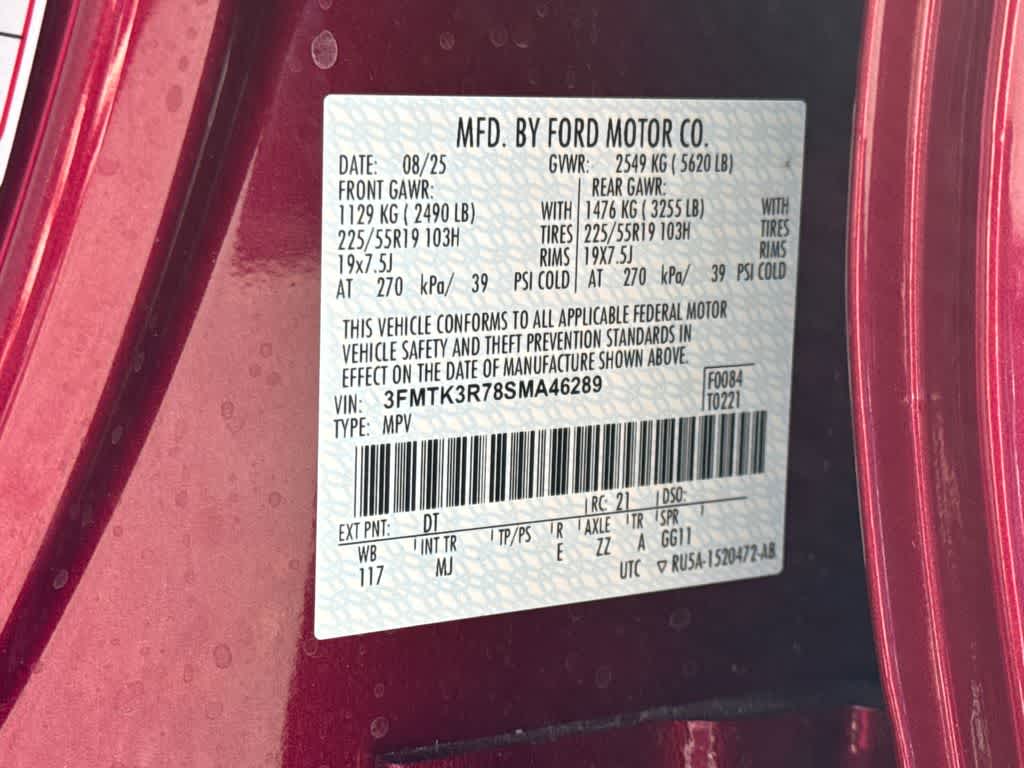 MFD. BY FORD MOTOR CO.
DATE: 08/25 GVWR: 2549 KG ( 5620 LB)
FRONT GAWR: REAR GAWR:
1129 KG ( 2490 LB) WITH 1476 KG ( 3255 LB) WITH
225/55R19 103H TIRES 225/55R19 103H TIRES
19x7.5J RIMS 19X7.5J RIMS
AT 270 kPa/ 39 PSI COLD AT 270 kPa/ 39 PSI COLD
THIS VEHICLE CONFORMS TO ALL APPLICABLE FEDERAL MOTOR
VEHICLE SAFETY AND THEFT PREVENTION STANDARDS IN
EFFECT ON THE DATE OF MANUFACTURE SHOWN ABOVE.
VIN: 3FMTK3R78SMA46289 F0084
TYPE: MPV T0221
EXT PNT: DT RC: 21 DSO:
WB INT TR TP/PS R AXLE TR SPR
117 MJ E ZZ A GG11
UTC ▽ RU5A-1520472-AB